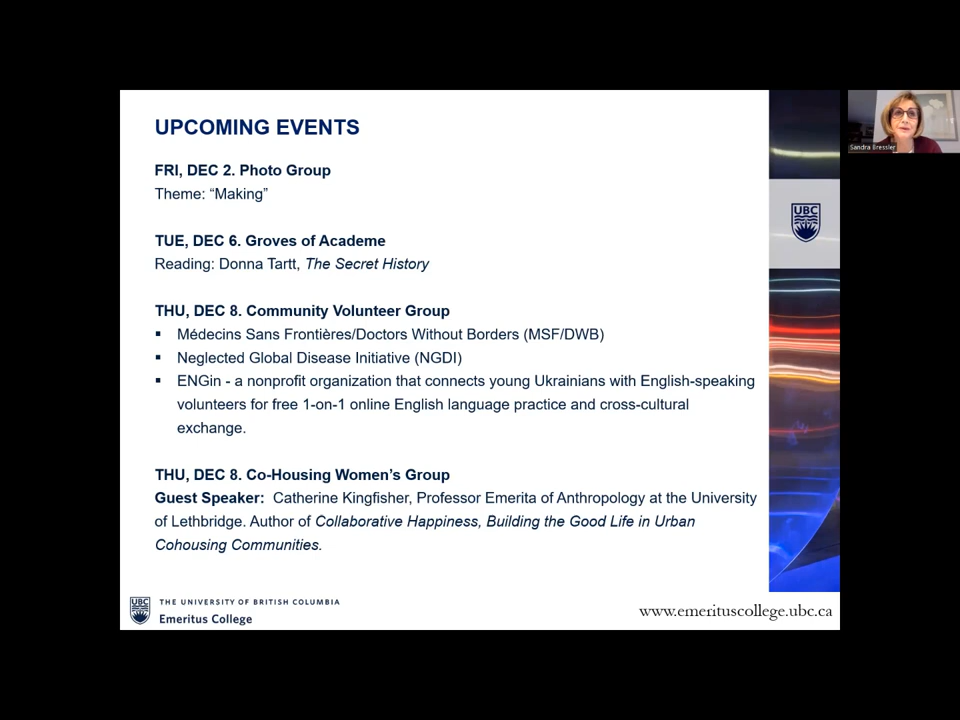 UPCOMING EVENTS
FRI, DEC 2. Photo Group
Theme: “Making”
TUE, DEC 6. Groves of Academe
Reading: Donna Tartt, The Secret History
THU, DEC 8. Community Volunteer Group
▪ Médecins Sans Frontières/Doctors Without Borders (MSF/DWB)
▪ Neglected Global Disease Initiative (NGDI)
▪ ENGin - a nonprofit organization that connects young Ukrainians with English-speaking
volunteers for free 1-on-1 online English language practice and cross-cultural
exchange.
THU, DEC 8. Co-Housing Women’s Group
Guest Speaker: Catherine Kingfisher, Professor Emerita of Anthropology at the University
of Lethbridge. Author of Collaborative Happiness, Building the Good Life in Urban
Cohousing Communities.
UBC
THE UNIVERSITY OF BRITISH COLUMBIA
Emeritus College
www.emerituscollege.ubc.ca
UBC
Sandra Bressler